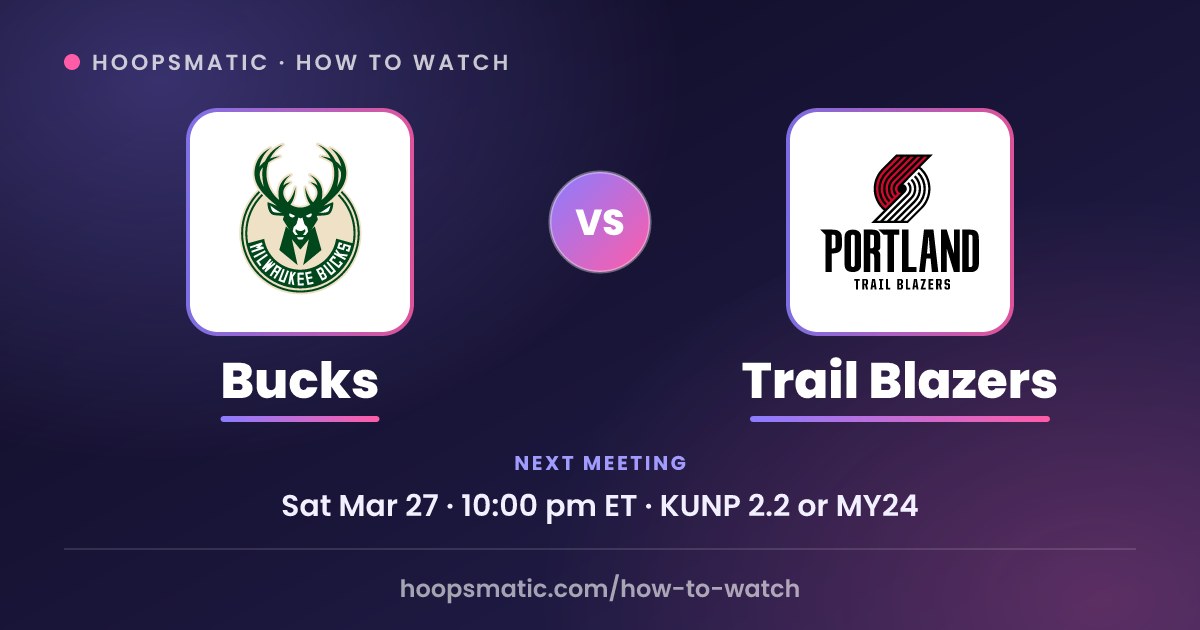 HOOPSMATIC · HOW TO WATCH
MILWAUKEE BUCKS
VS
PORTLAND
TRAIL BLAZERS
Bucks
Trail Blazers
NEXT MEETING
Sat Mar 27 · 10:00 pm ET · KUNP 2.2 or MY24
hoopsmatic.com/how-to-watch